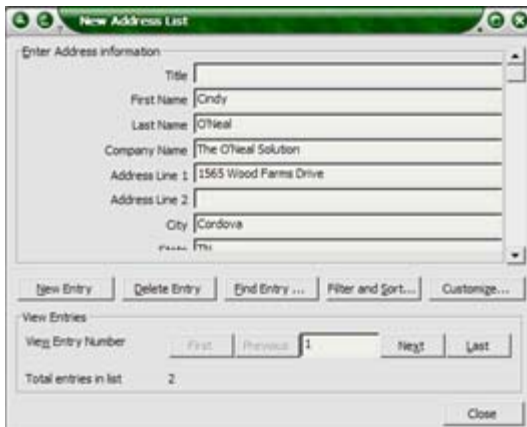 New Address List
Enter Address information
Title
First Name Cindy
Last Name O'Neal
Company Name The O'Neal Solution
Address Line 1 1565 Wood Farms Drive
Address Line 2
City Cordova
State TN
New Entry Delete Entry Find Entry ... Filter and Sort... Customize...
View Entries
View Entry Number First Previous 1 Next Last
Total entries in list 2
Close